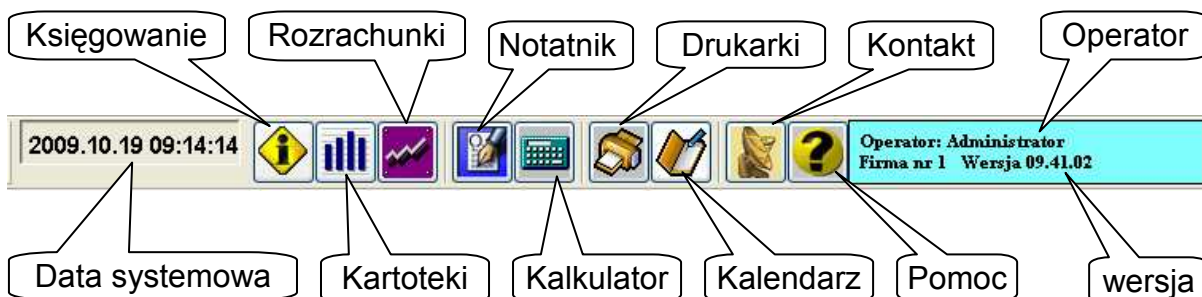 Księgowanie
Rozrachunki
Notatnik
Drukarki
Kontakt
Operator
2009.10.19 09:14:14
Operator: Administrator
Firma nr 1 Wersja 09.41.02
Data systemowa
Kartoteki
Kalkulator
Kalendarz
Pomoc
wersja